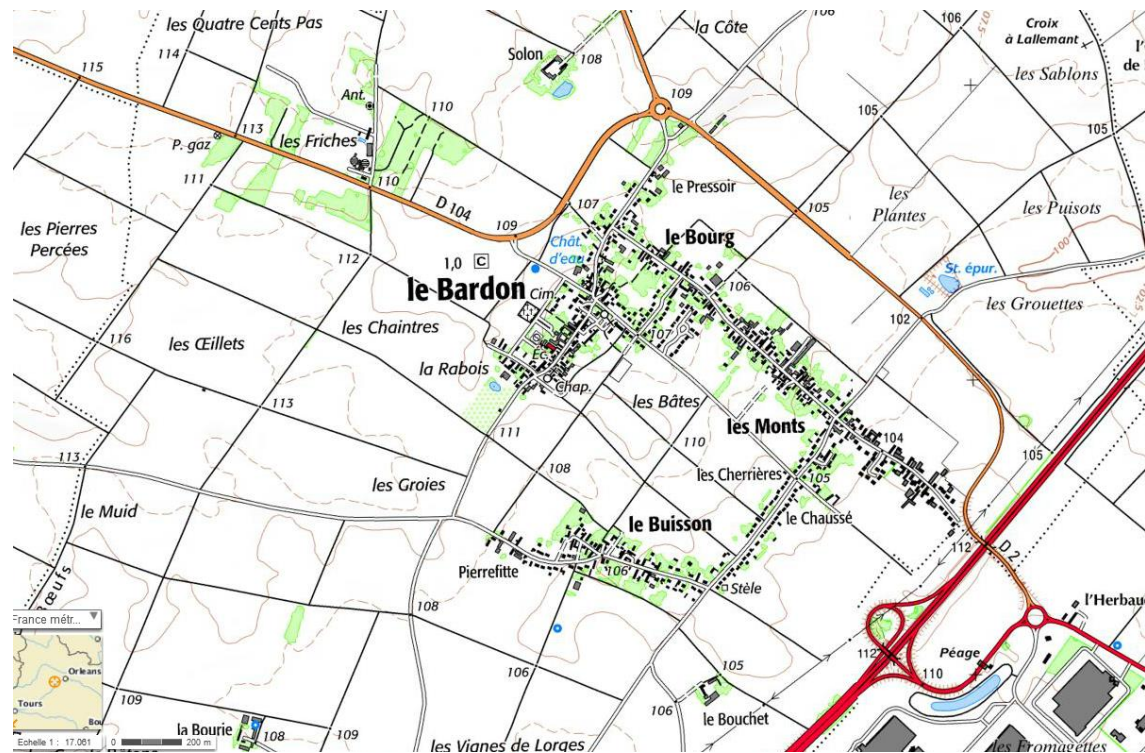 les Quatre Cents Pas
la Côte
106
106
107,5
Croix
à Lallemant
les Sablons
114
Solon
108
115
Ant.
110
109
105
105
P. gaz
113
les Friches
111
110
D 104
le Pressoir
107
109
105
les
Plantes
les Puisots
les Pierres
Percées
112
Chât.
d'eau
le Bourg
100
1,0
C
106
St. épur.
le Bardon
Cim.
les Grouettes
102
116
les Œillets
les Chaintres
107
Éc.
la Rabois
Chap.
les Bâtes
113
111
110
les Monts
104
105
113
108
les Cherrières
105
les Groies
le Muid
le Buisson
le Chaussé
112
D 2
Pierrefitte
106
Stèle
Bœufs
France métr...
108
l'Herbau
Orleans
Tours
112
Péage
106
105
110
109
la Bourie
108
109
106
le Bouchet
les Vignes de Lorges
les Fromagettes
Echelle 1 : 17.061
0
200 m